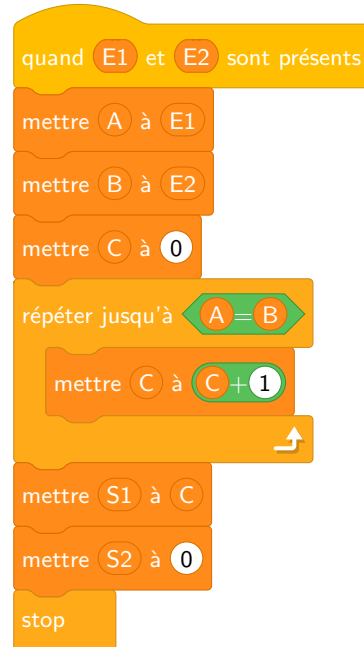 quand E1 et E2 sont présents
mettre A à E1
mettre B à E2
mettre C à 0
répéter jusqu'à A=B
mettre C à C+1
mettre S1 à C
mettre S2 à 0
stop